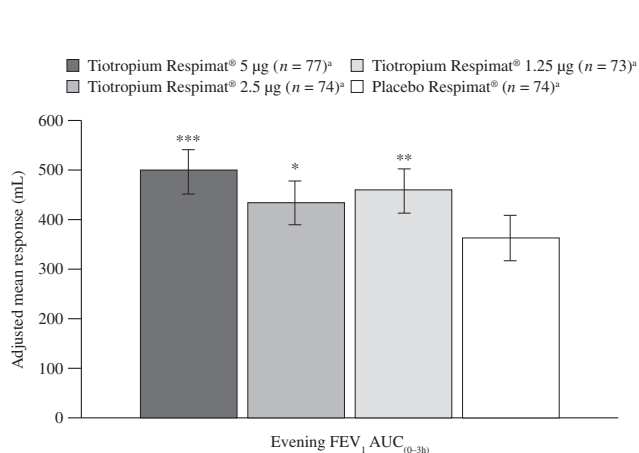 Tiotropium Respimat® 5 µg (n = 77)ᵃ Tiotropium Respimat® 1.25 µg (n = 73)ᵃ
Tiotropium Respimat® 2.5 µg (n = 74)ᵃ Placebo Respimat® (n = 74)ᵃ
600
500
400
300
200
100
0
Adjusted mean response (mL)
***
*
**
Evening FEV₁ AUC₍₀₋₃ₕ₎